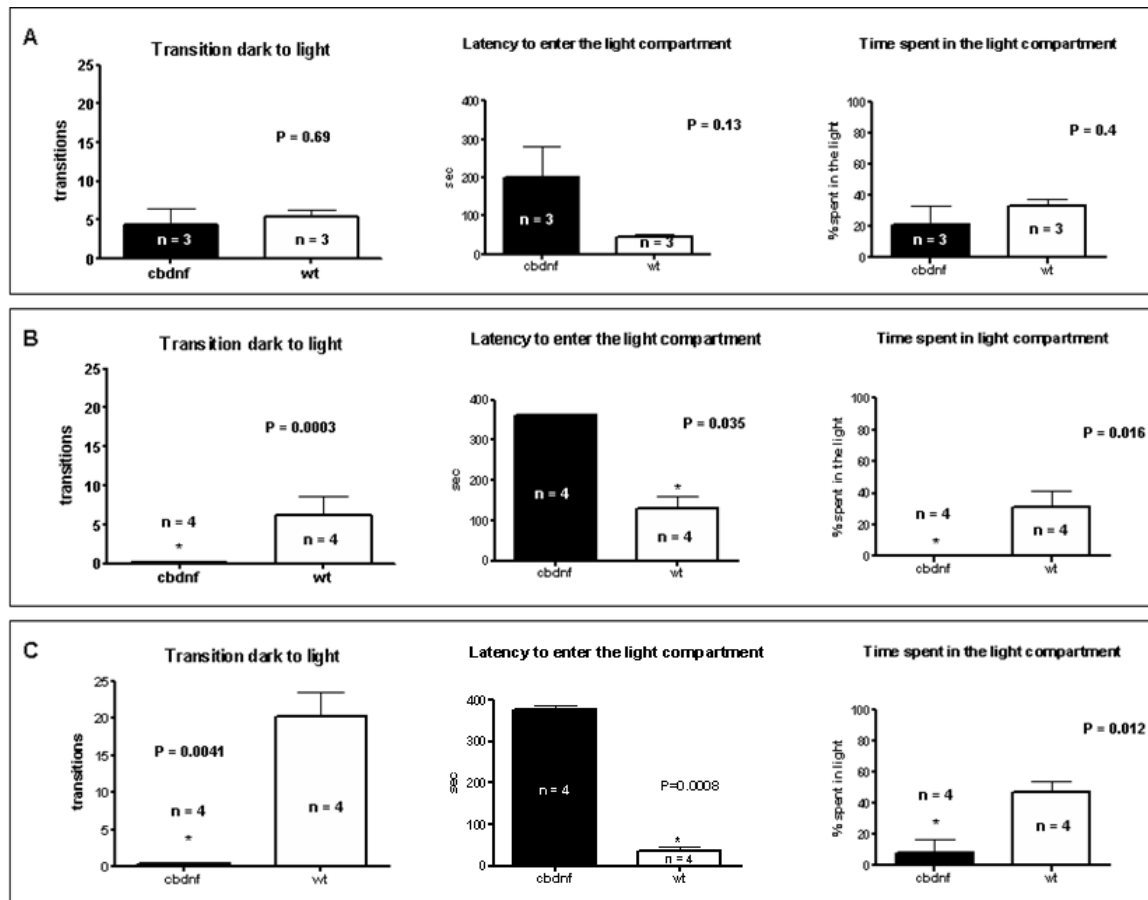 A
Transition dark to light
transitions
25
20
15
10
5
0
P = 0.69
n = 3
n = 3
cbdnf
wt
Latency to enter the light compartment
sec
400
300
200
100
0
P = 0.13
n = 3
n = 3
cbdnf
wt
Time spent in the light compartment
% spent in the light
100
80
60
40
20
0
P = 0.4
n = 3
n = 3
cbdnf
wt
B
Transition dark to light
transitions
25
20
15
10
5
0
P = 0.0003
n = 4
*
n = 4
cbdnf
wt
Latency to enter the light compartment
sec
400
300
200
100
0
P = 0.035
n = 4
*
n = 4
cbdnf
wt
Time spent in light compartment
% spent in the light
100
80
60
40
20
0
P = 0.016
n = 4
*
n = 4
cbdnf
wt
C
Transition dark to light
transitions
25
20
15
10
5
0
P = 0.0041
n = 4
*
n = 4
cbdnf
wt
Latency to enter the light compartment
sec
400
300
200
100
0
P=0.0008
n = 4
*
n = 4
cbdnf
wt
Time spent in the light compartment
% spent in light
100
80
60
40
20
0
P = 0.012
n = 4
*
n = 4
cbdnf
wt